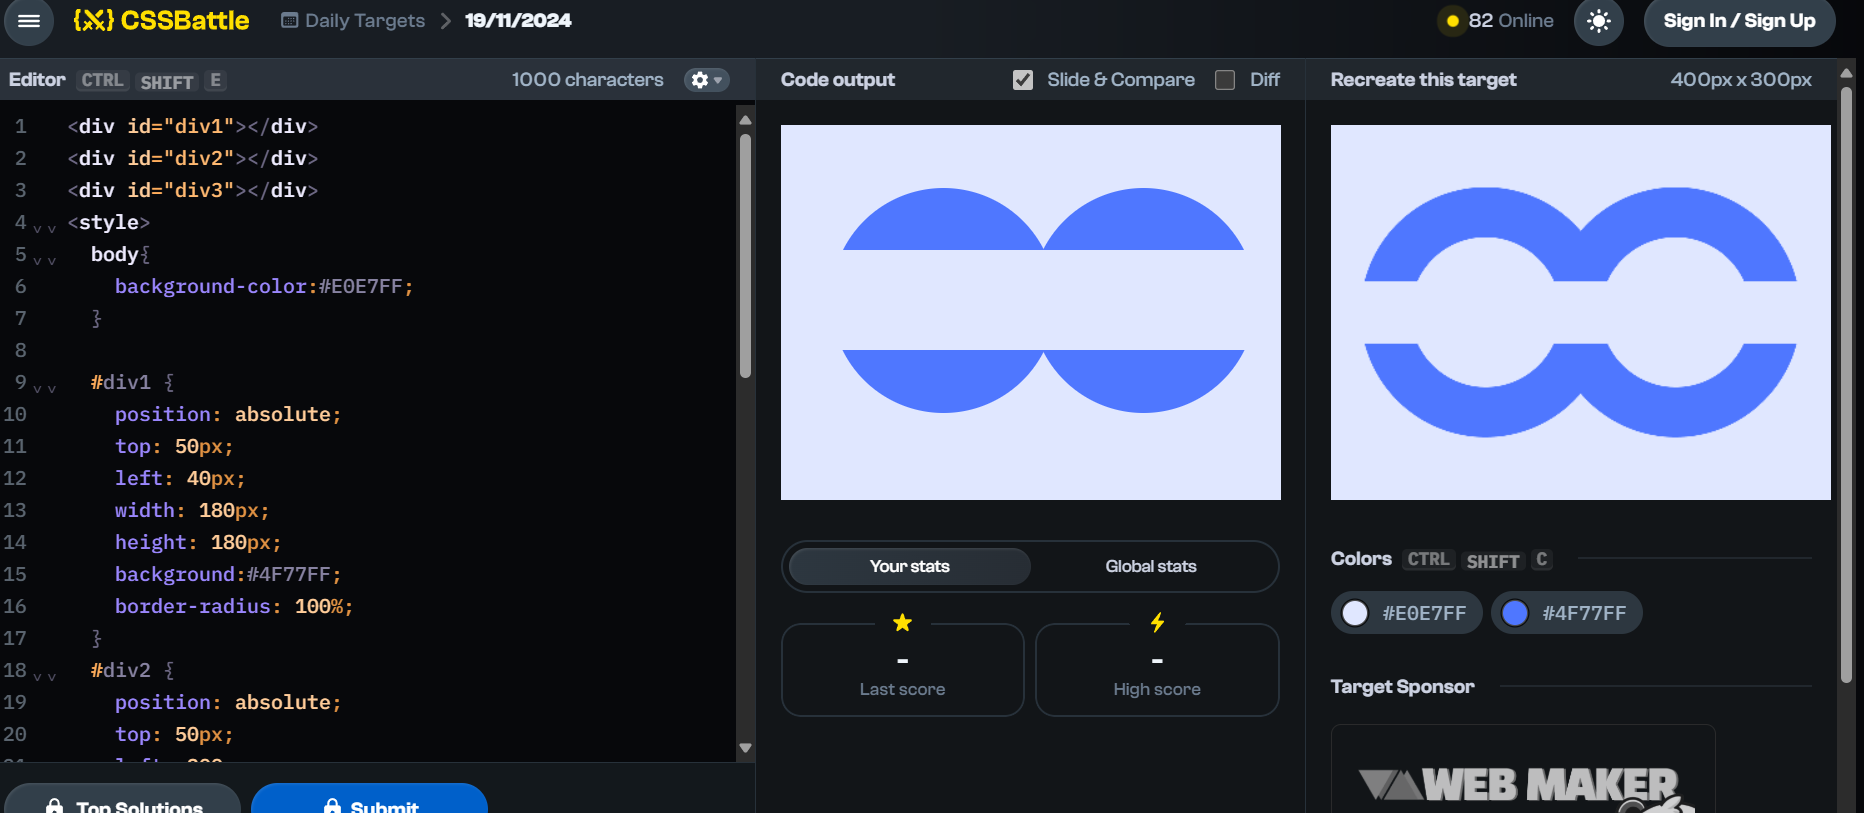 CSSBattle
Daily Targets
19/11/2024
82 Online
Sign In / Sign Up
Editor CTRL SHIFT E
1000 characters
1 <div id="div1"></div>
2 <div id="div2"></div>
3 <div id="div3"></div>
4 <style>
5 body{
6 background-color:#E0E7FF;
7 }
8
9 #div1 {
10 position: absolute;
11 top: 50px;
12 left: 40px;
13 width: 180px;
14 height: 180px;
15 background:#4F77FF;
16 border-radius: 100%;
17 }
18 #div2 {
19 position: absolute;
20 top: 50px;
Top Solutions
Submit
Code output
Slide & Compare
Diff
Your stats
Global stats
-
Last score
-
High score
Recreate this target
400px x 300px
Colors CTRL SHIFT C
#E0E7FF
#4F77FF
Target Sponsor
WEB MAKER